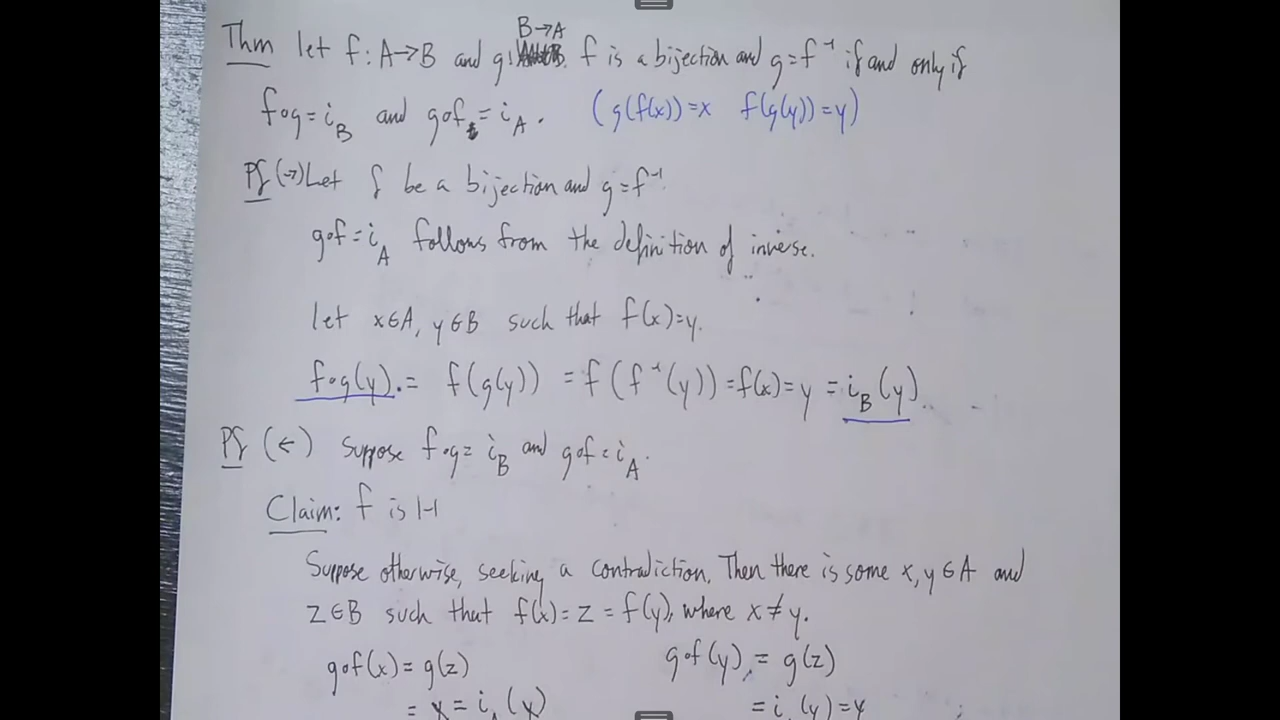 B→A
Thm let f: A→B and g: f is a bijection and g = f⁻¹ if and only if
f∘g = i_B and g∘f = i_A. (g(f(x)) = x f(g(y)) = y)
Pf (→) Let f be a bijection and g = f⁻¹.
g∘f = i_A follows from the definition of inverse.
let x∈A, y∈B such that f(x)=y.
f∘g(y) = f(g(y)) = f(f⁻¹(y)) = f(x) = y = i_B(y).
Pf (←) Suppose f∘g = i_B and g∘f = i_A.
Claim: f is 1-1
Suppose otherwise, seeking a contradiction. Then there is some x, y ∈ A and
z∈B such that f(x) = z = f(y), where x ≠ y.
g∘f(x) = g(z) g∘f(y) = g(z)
= x = i_A(x) = i_A(y) = y